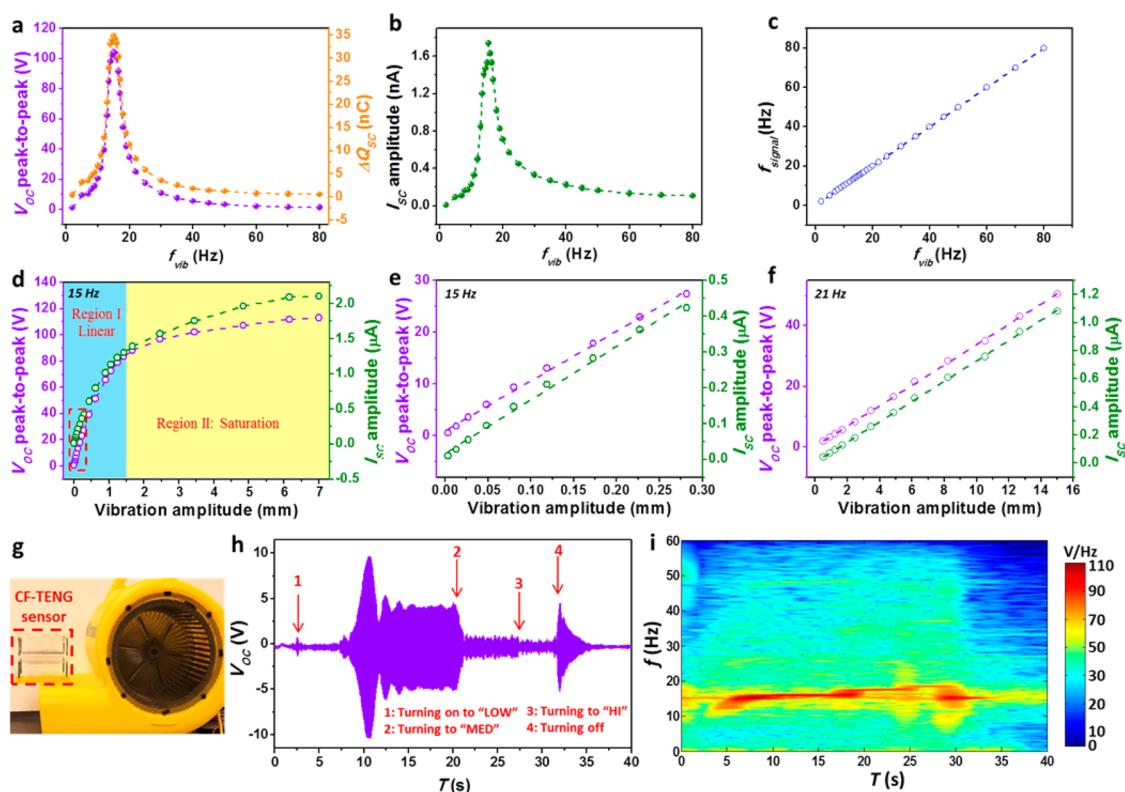 a
120
100
80
60
40
20
0
V_OC peak-to-peak (V)
35
30
25
20
15
10
5
0
-5
ΔQ_SC (nC)
0 20 40 60 80
f_vib (Hz)
b
1.8
1.2
0.6
0.0
I_SC amplitude (nA)
0 20 40 60 80
f_vib (Hz)
c
80
60
40
20
0
f_signal (Hz)
0 20 40 60 80
f_vib (Hz)
d
15 Hz
Region I
Linear
Region II: Saturation
140
120
100
80
60
40
20
0
V_OC peak-to-peak (V)
2.0
1.5
1.0
0.5
0.0
-0.5
I_SC amplitude (μA)
0 1 2 3 4 5 6 7
Vibration amplitude (mm)
e
15 Hz
30
20
10
0
V_OC peak-to-peak (V)
0.5
0.4
0.3
0.2
0.1
0.0
I_SC amplitude (μA)
0.00 0.05 0.10 0.15 0.20 0.25 0.30
Vibration amplitude (mm)
f
21 Hz
40
20
0
V_OC peak-to-peak (V)
1.2
1.0
0.8
0.6
0.4
0.2
0.0
I_SC amplitude (μA)
0 2 4 6 8 10 12 14 16
Vibration amplitude (mm)
g
CF-TENG
sensor
h
10
5
0
-5
-10
V_OC (V)
1
2
3
4
1: Turning on to “LOW”
2: Turning to “MED”
3: Turning to “HI”
4: Turning off
0 5 10 15 20 25 30 35 40
T (s)
i
60
50
40
30
20
10
0
f (Hz)
0 5 10 15 20 25 30 35 40
T (s)
V/Hz
110
90
70
50
40
30
20
10
0